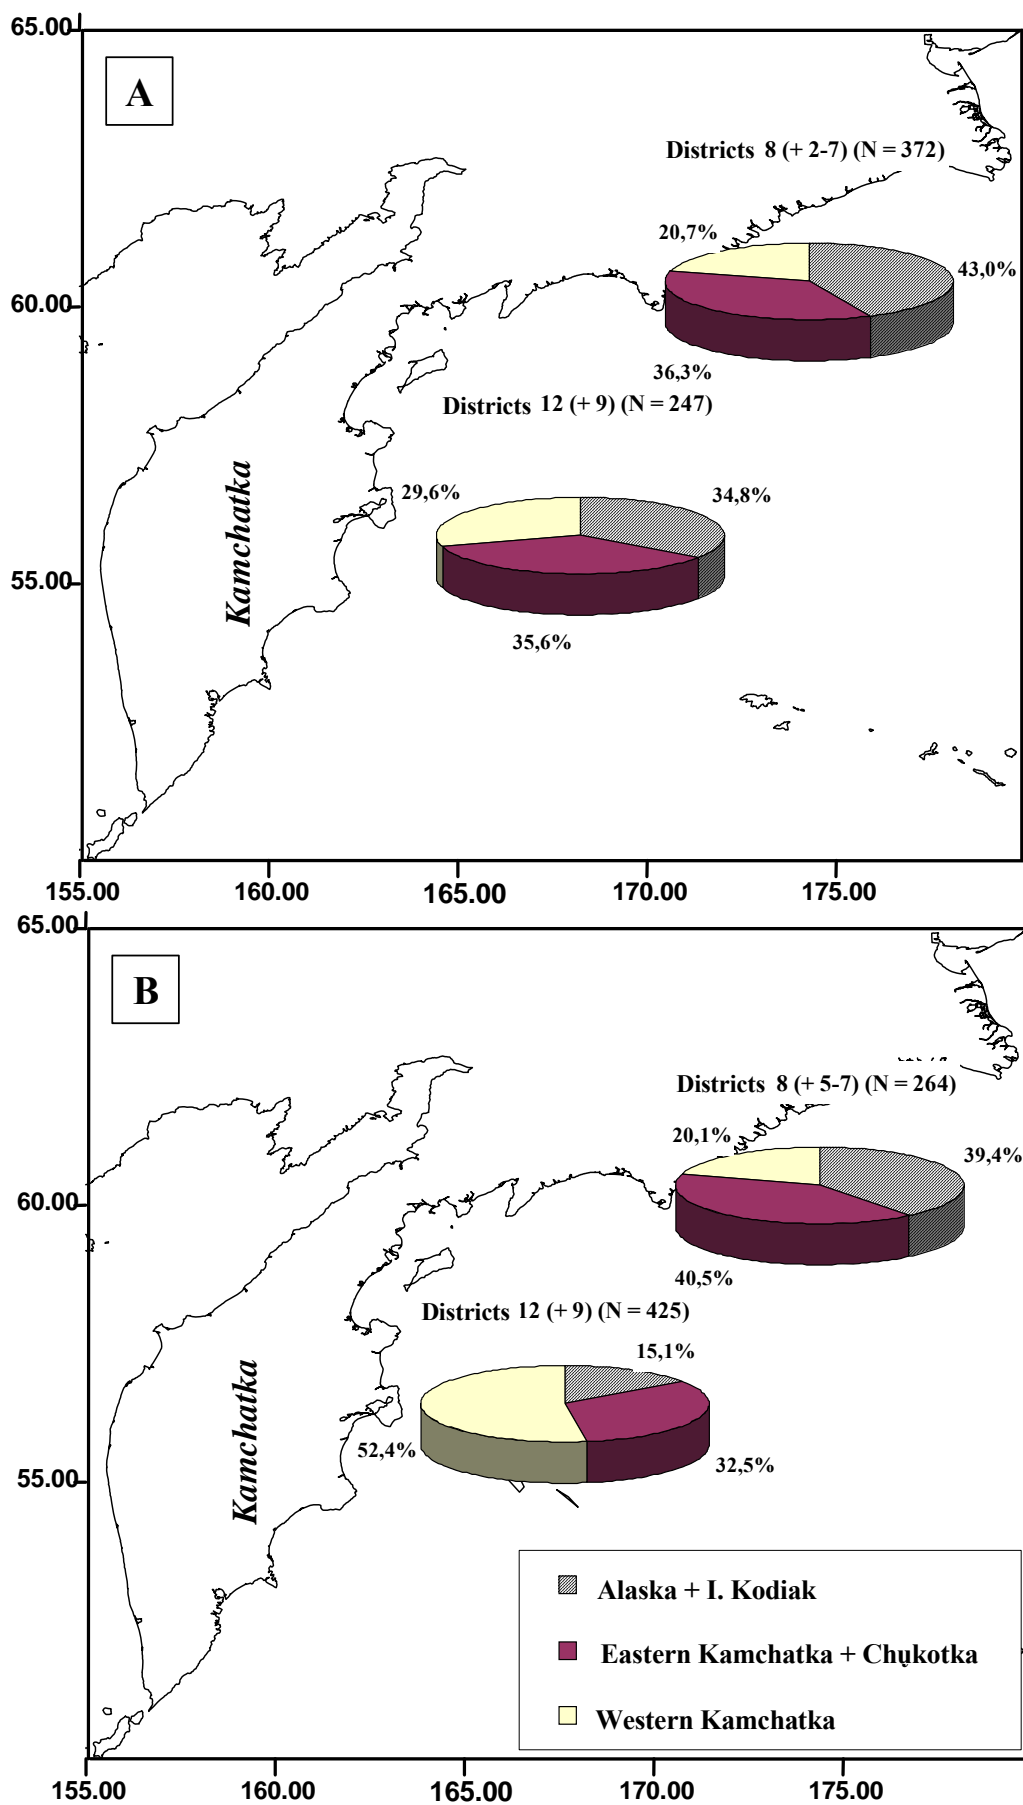 65.00
A
Districts 8 (+ 2-7) (N = 372)
20,7%
43,0%
60.00
36,3%
Districts 12 (+ 9) (N = 247)
29,6%
34,8%
Kamchatka
55.00
35,6%
155.00 160.00 165.00 170.00 175.00
65.00
B
Districts 8 (+ 5-7) (N = 264)
20,1%
39,4%
60.00
40,5%
Districts 12 (+ 9) (N = 425)
15,1%
Kamchatka
52,4%
32,5%
55.00
Alaska + I. Kodiak
Eastern Kamchatka + Chukotka
Western Kamchatka
155.00 160.00 165.00 170.00 175.00